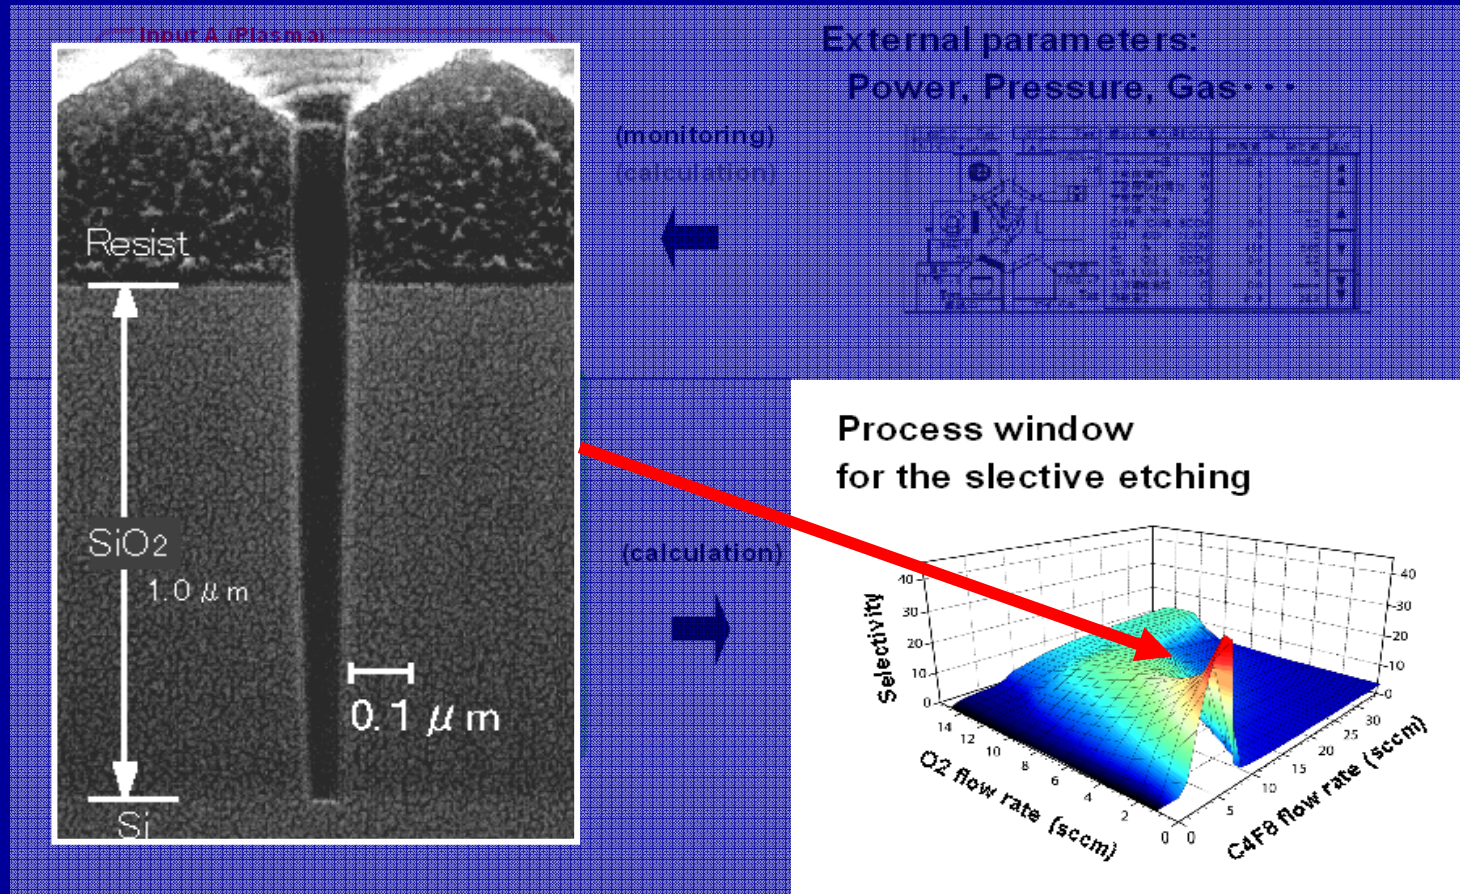 Input A (Plasma)
External parameters:
Power, Pressure, Gas・・・
(monitoring)
(calculation)
Resist
SiO2
1.0 μm
0.1 μm
Si
(calculation)
Process window
for the slective etching
Selectivity
40
30
20
10
0
40
30
20
10
0
14
12
10
8
6
4
2
0
O2 flow rate (sccm)
0
5
10
15
20
25
30
C4F8 flow rate (sccm)